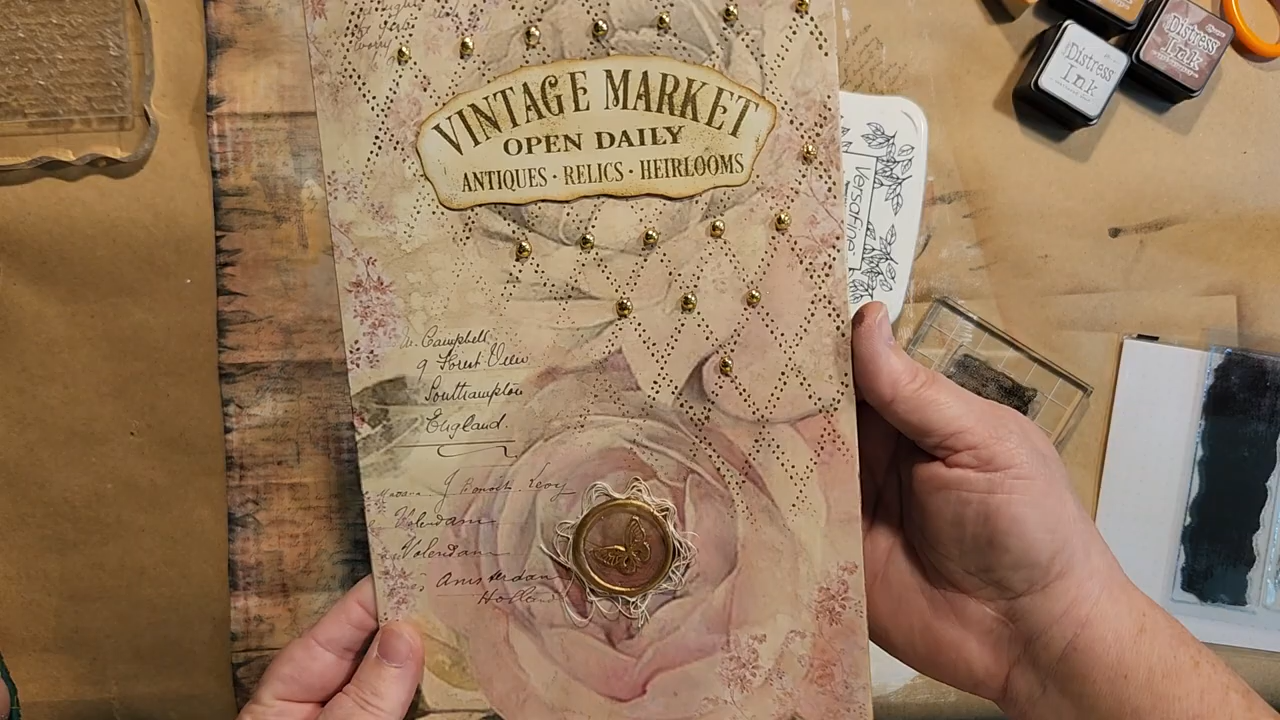 worry
VINTAGE MARKET
OPEN DAILY
ANTIQUES · RELICS · HEIRLOOMS
Campbell
9 Forest View
Southampton
England.
Volendam
Volendam
Amsterdam
Holland
Distress
Ink
Distress
Ink
Versafine